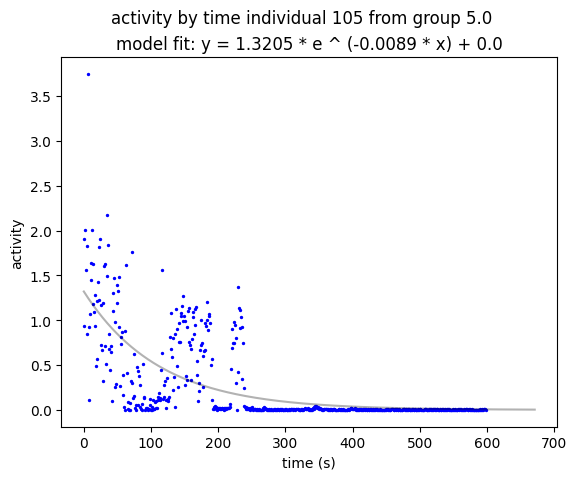 activity by time individual 105 from group 5.0
model fit: y = 1.3205 * e ^ (-0.0089 * x) + 0.0
3.5
3.0
2.5
2.0
1.5
1.0
0.5
0.0
activity
0 100 200 300 400 500 600 700
time (s)